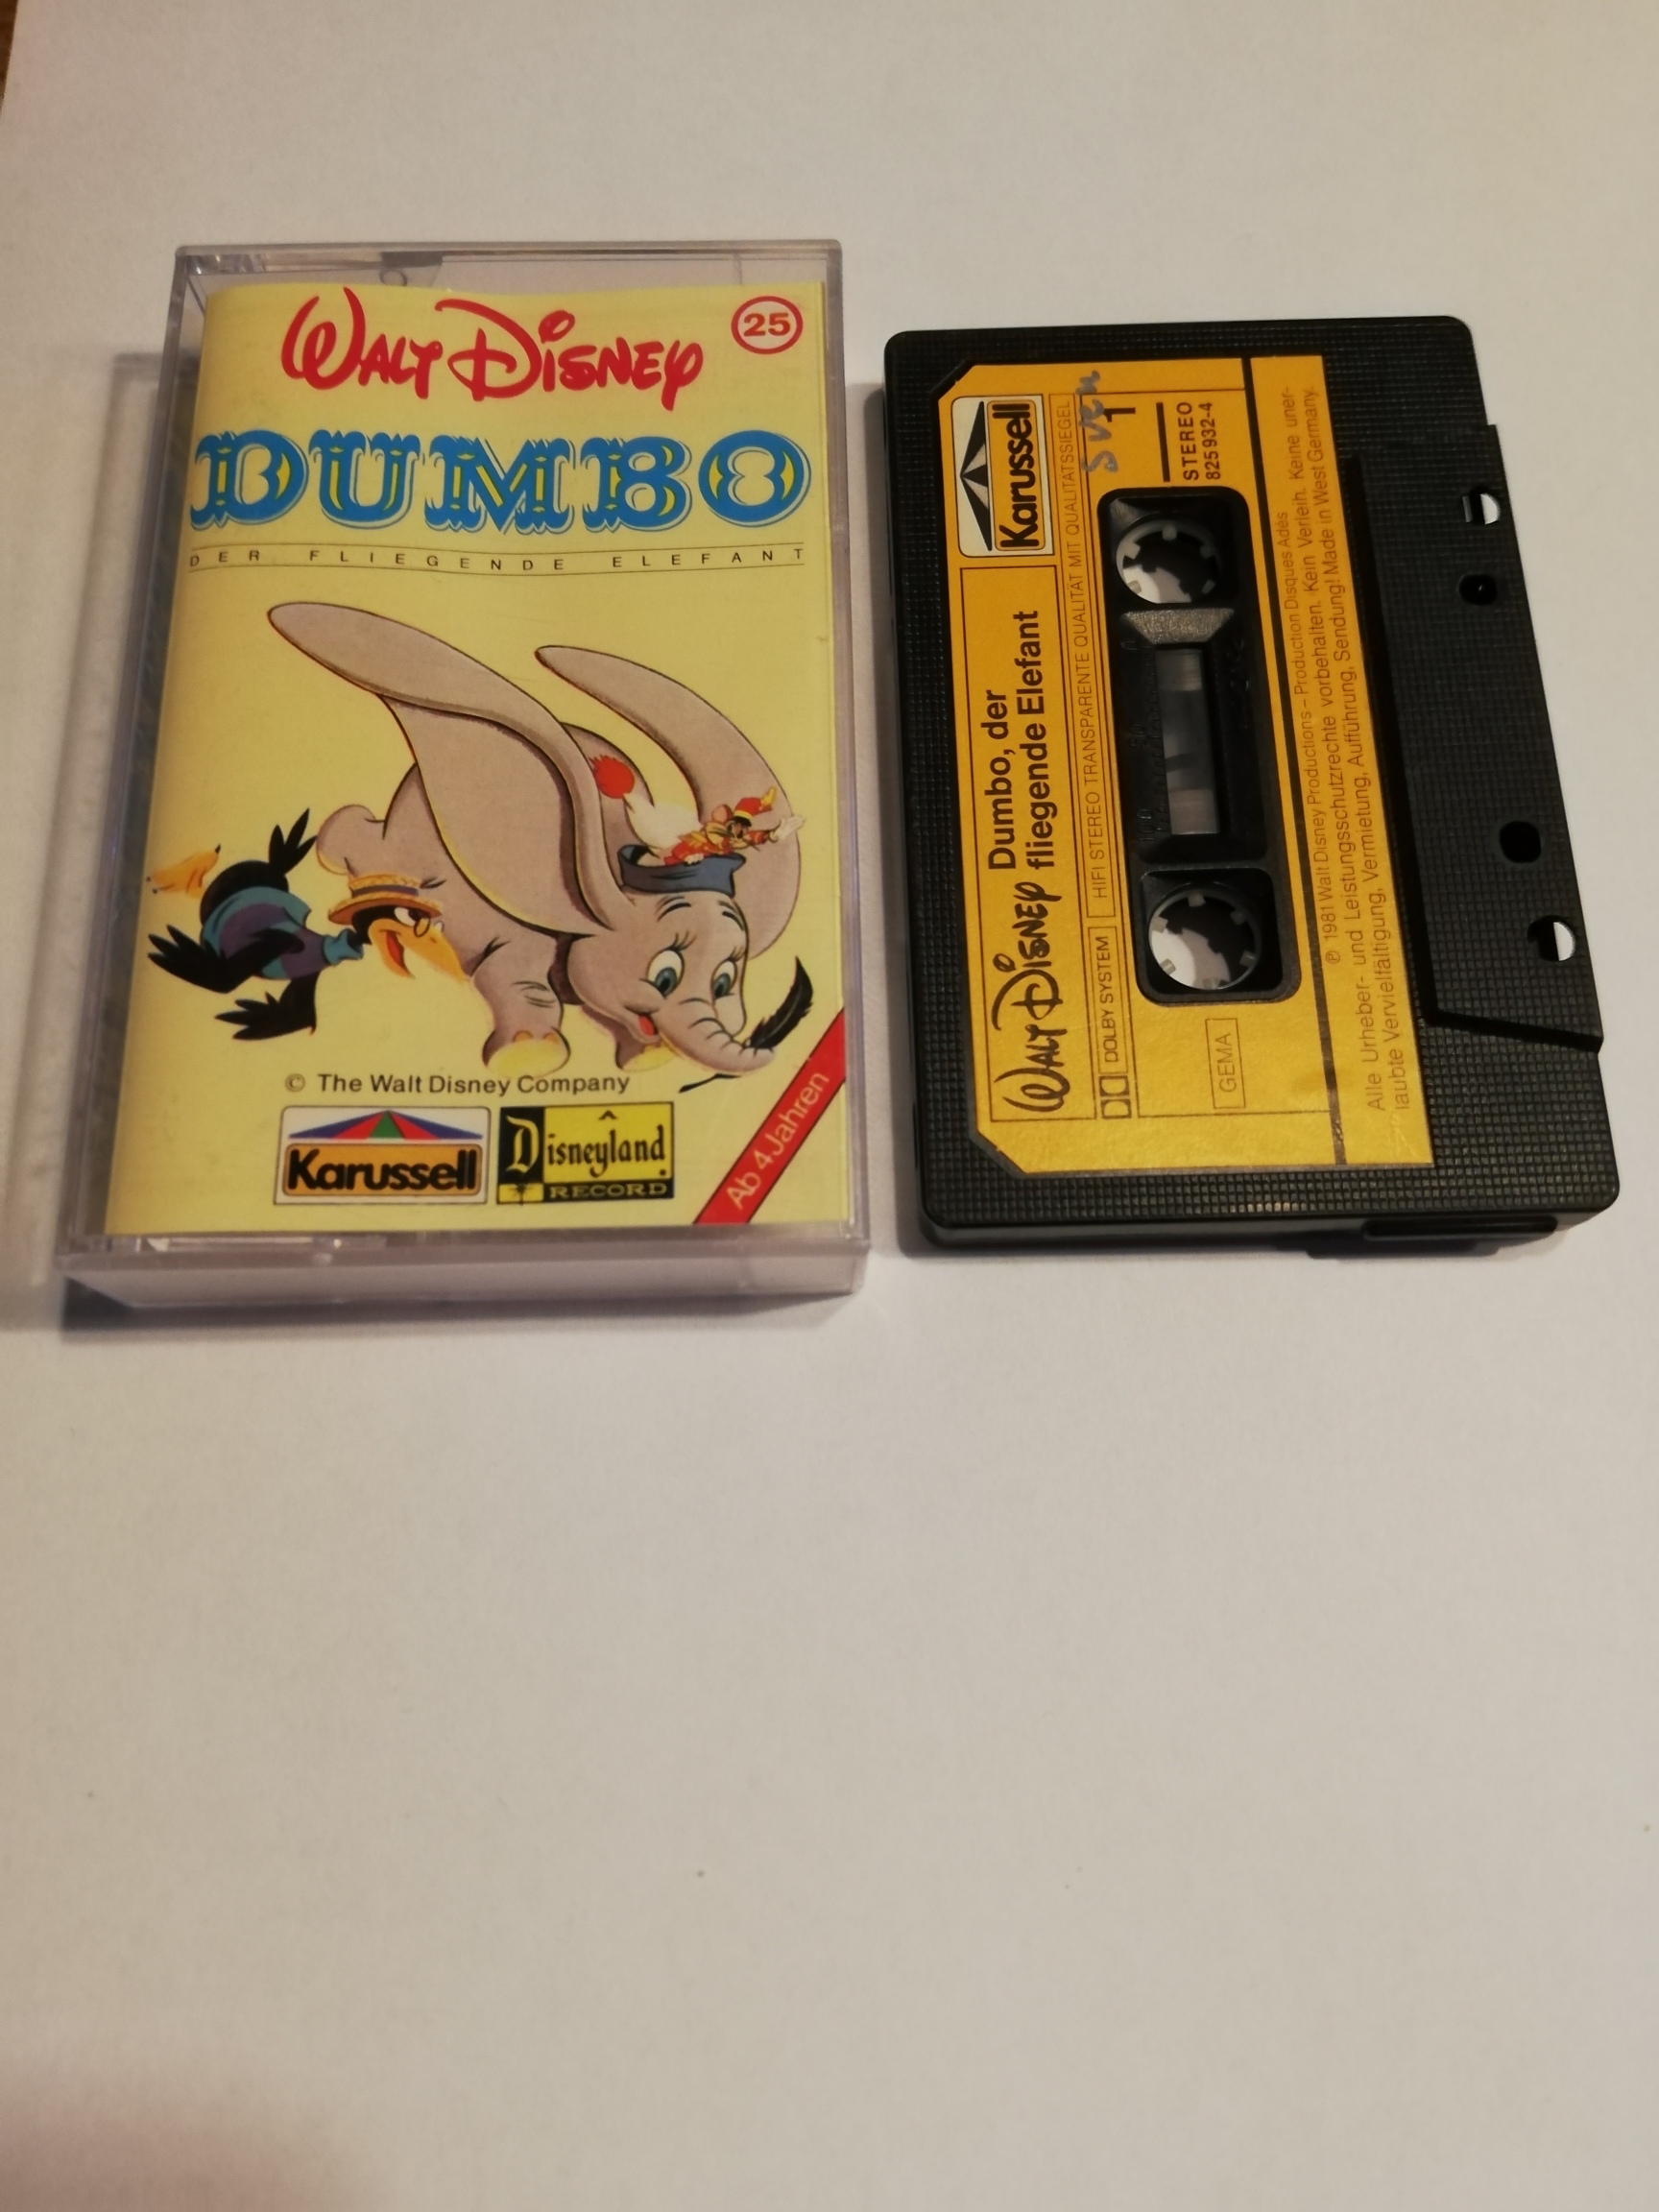 WALT DISNEY
25
DUMBO
DER FLIEGENDE ELEFANT
© The Walt Disney Company
Karussell
Disneyland
RECORD
Ab 4 Jahren
Karussell
WALT DISNEY
Dumbo, der
fliegende Elefant
DOLBY SYSTEM
HIFI STEREO TRANSPARENTE QUALITÄT MIT QUALITÄTSSIEGEL
Sven
1
STEREO
825 932-4
GEMA
℗ 1981 Walt Disney Productions – Production Disques Adès
Alle Urheber- und Leistungsschutzrechte vorbehalten. Kein Verleih. Keine uner-
laubte Vervielfältigung, Vermietung, Aufführung, Sendung! Made in West Germany.